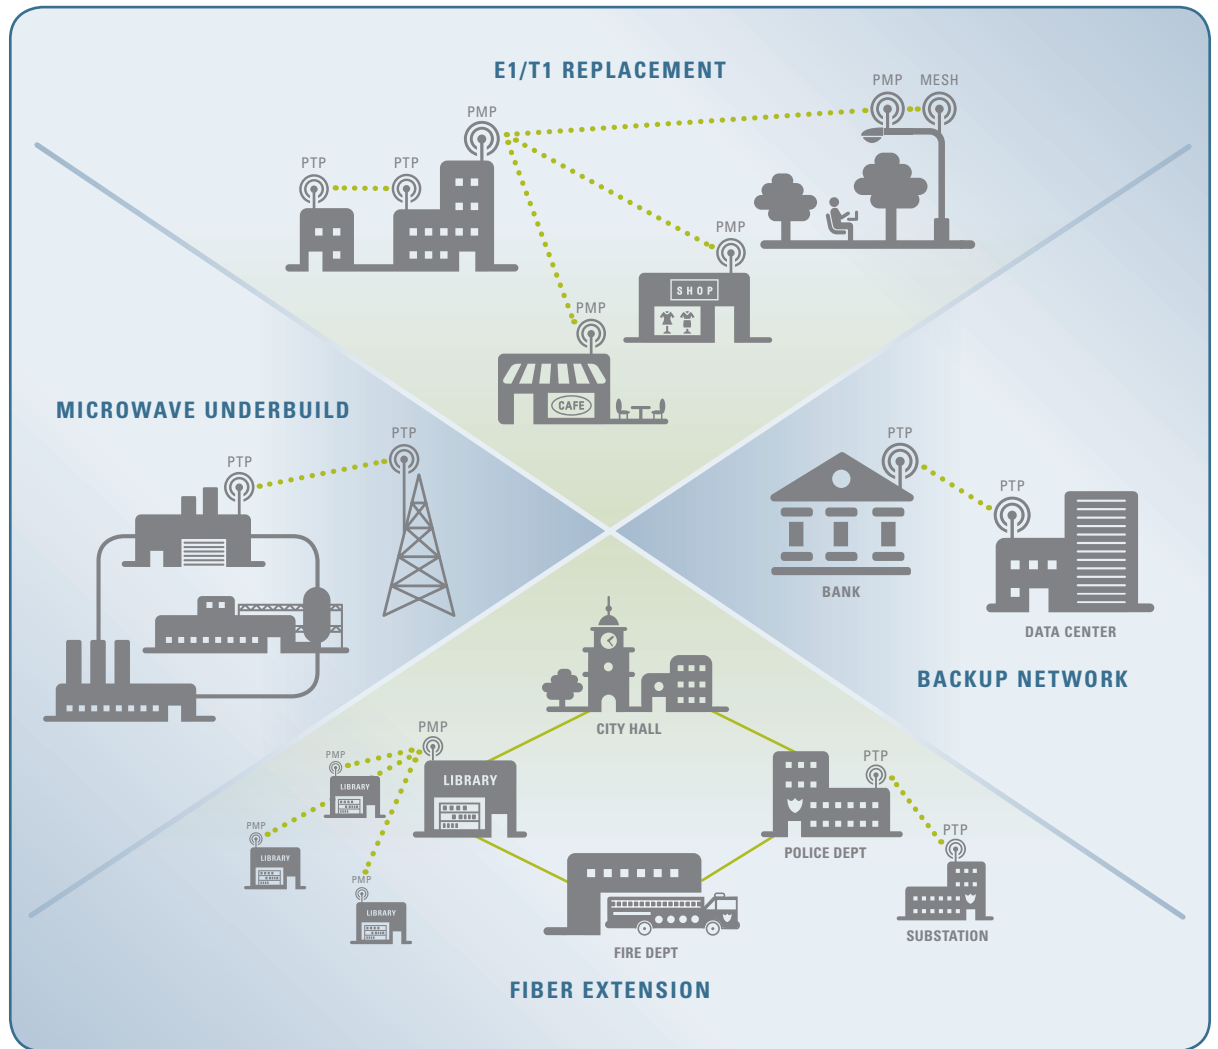 E1/T1 REPLACEMENT
PMP MESH
PMP
PTP PTP
PMP
SHOP
PMP
CAFE
MICROWAVE UNDERBUILD
PTP
PTP
PTP
PTP
BANK
DATA CENTER
BACKUP NETWORK
CITY HALL
PMP
PMP
LIBRARY
LIBRARY
PMP
LIBRARY
PMP
LIBRARY
PTP
POLICE DEPT
PTP
SUBSTATION
FIRE DEPT
FIBER EXTENSION